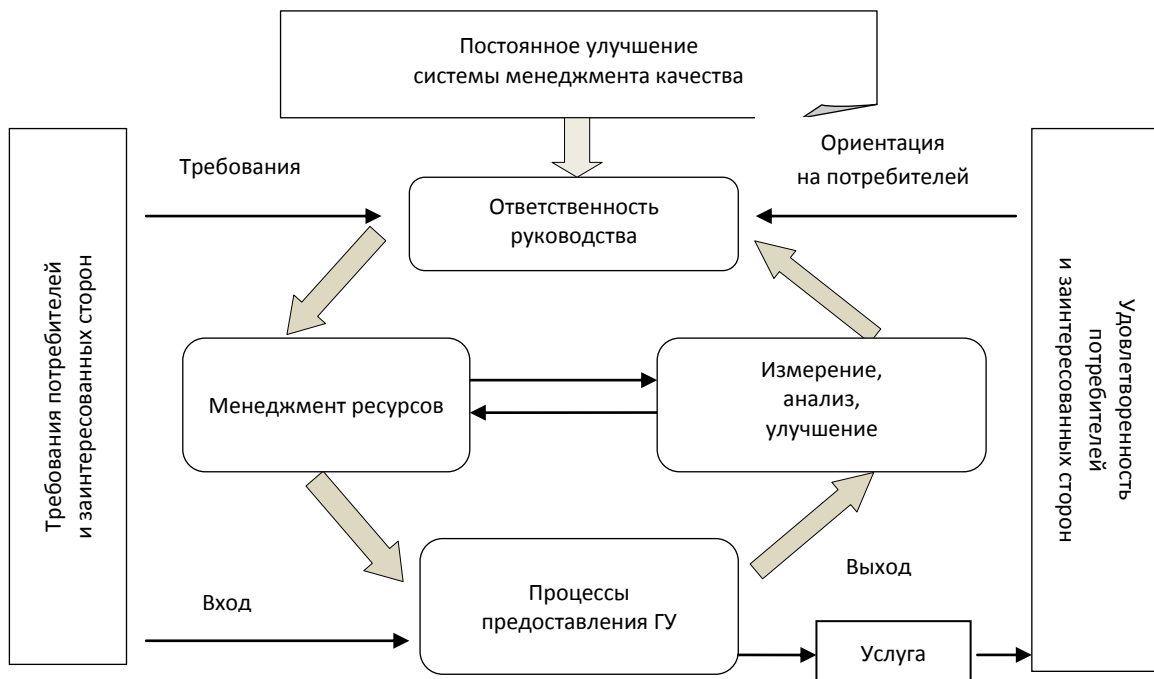 Постоянное улучшение
системы менеджмента качества
Требования
Ориентация
на потребителей
Ответственность
руководства
Требования потребителей
и заинтересованных сторон
Менеджмент ресурсов
Измерение,
анализ,
улучшение
Удовлетворенность
потребителей
и заинтересованных сторон
Вход
Процессы
предоставления ГУ
Выход
Услуга